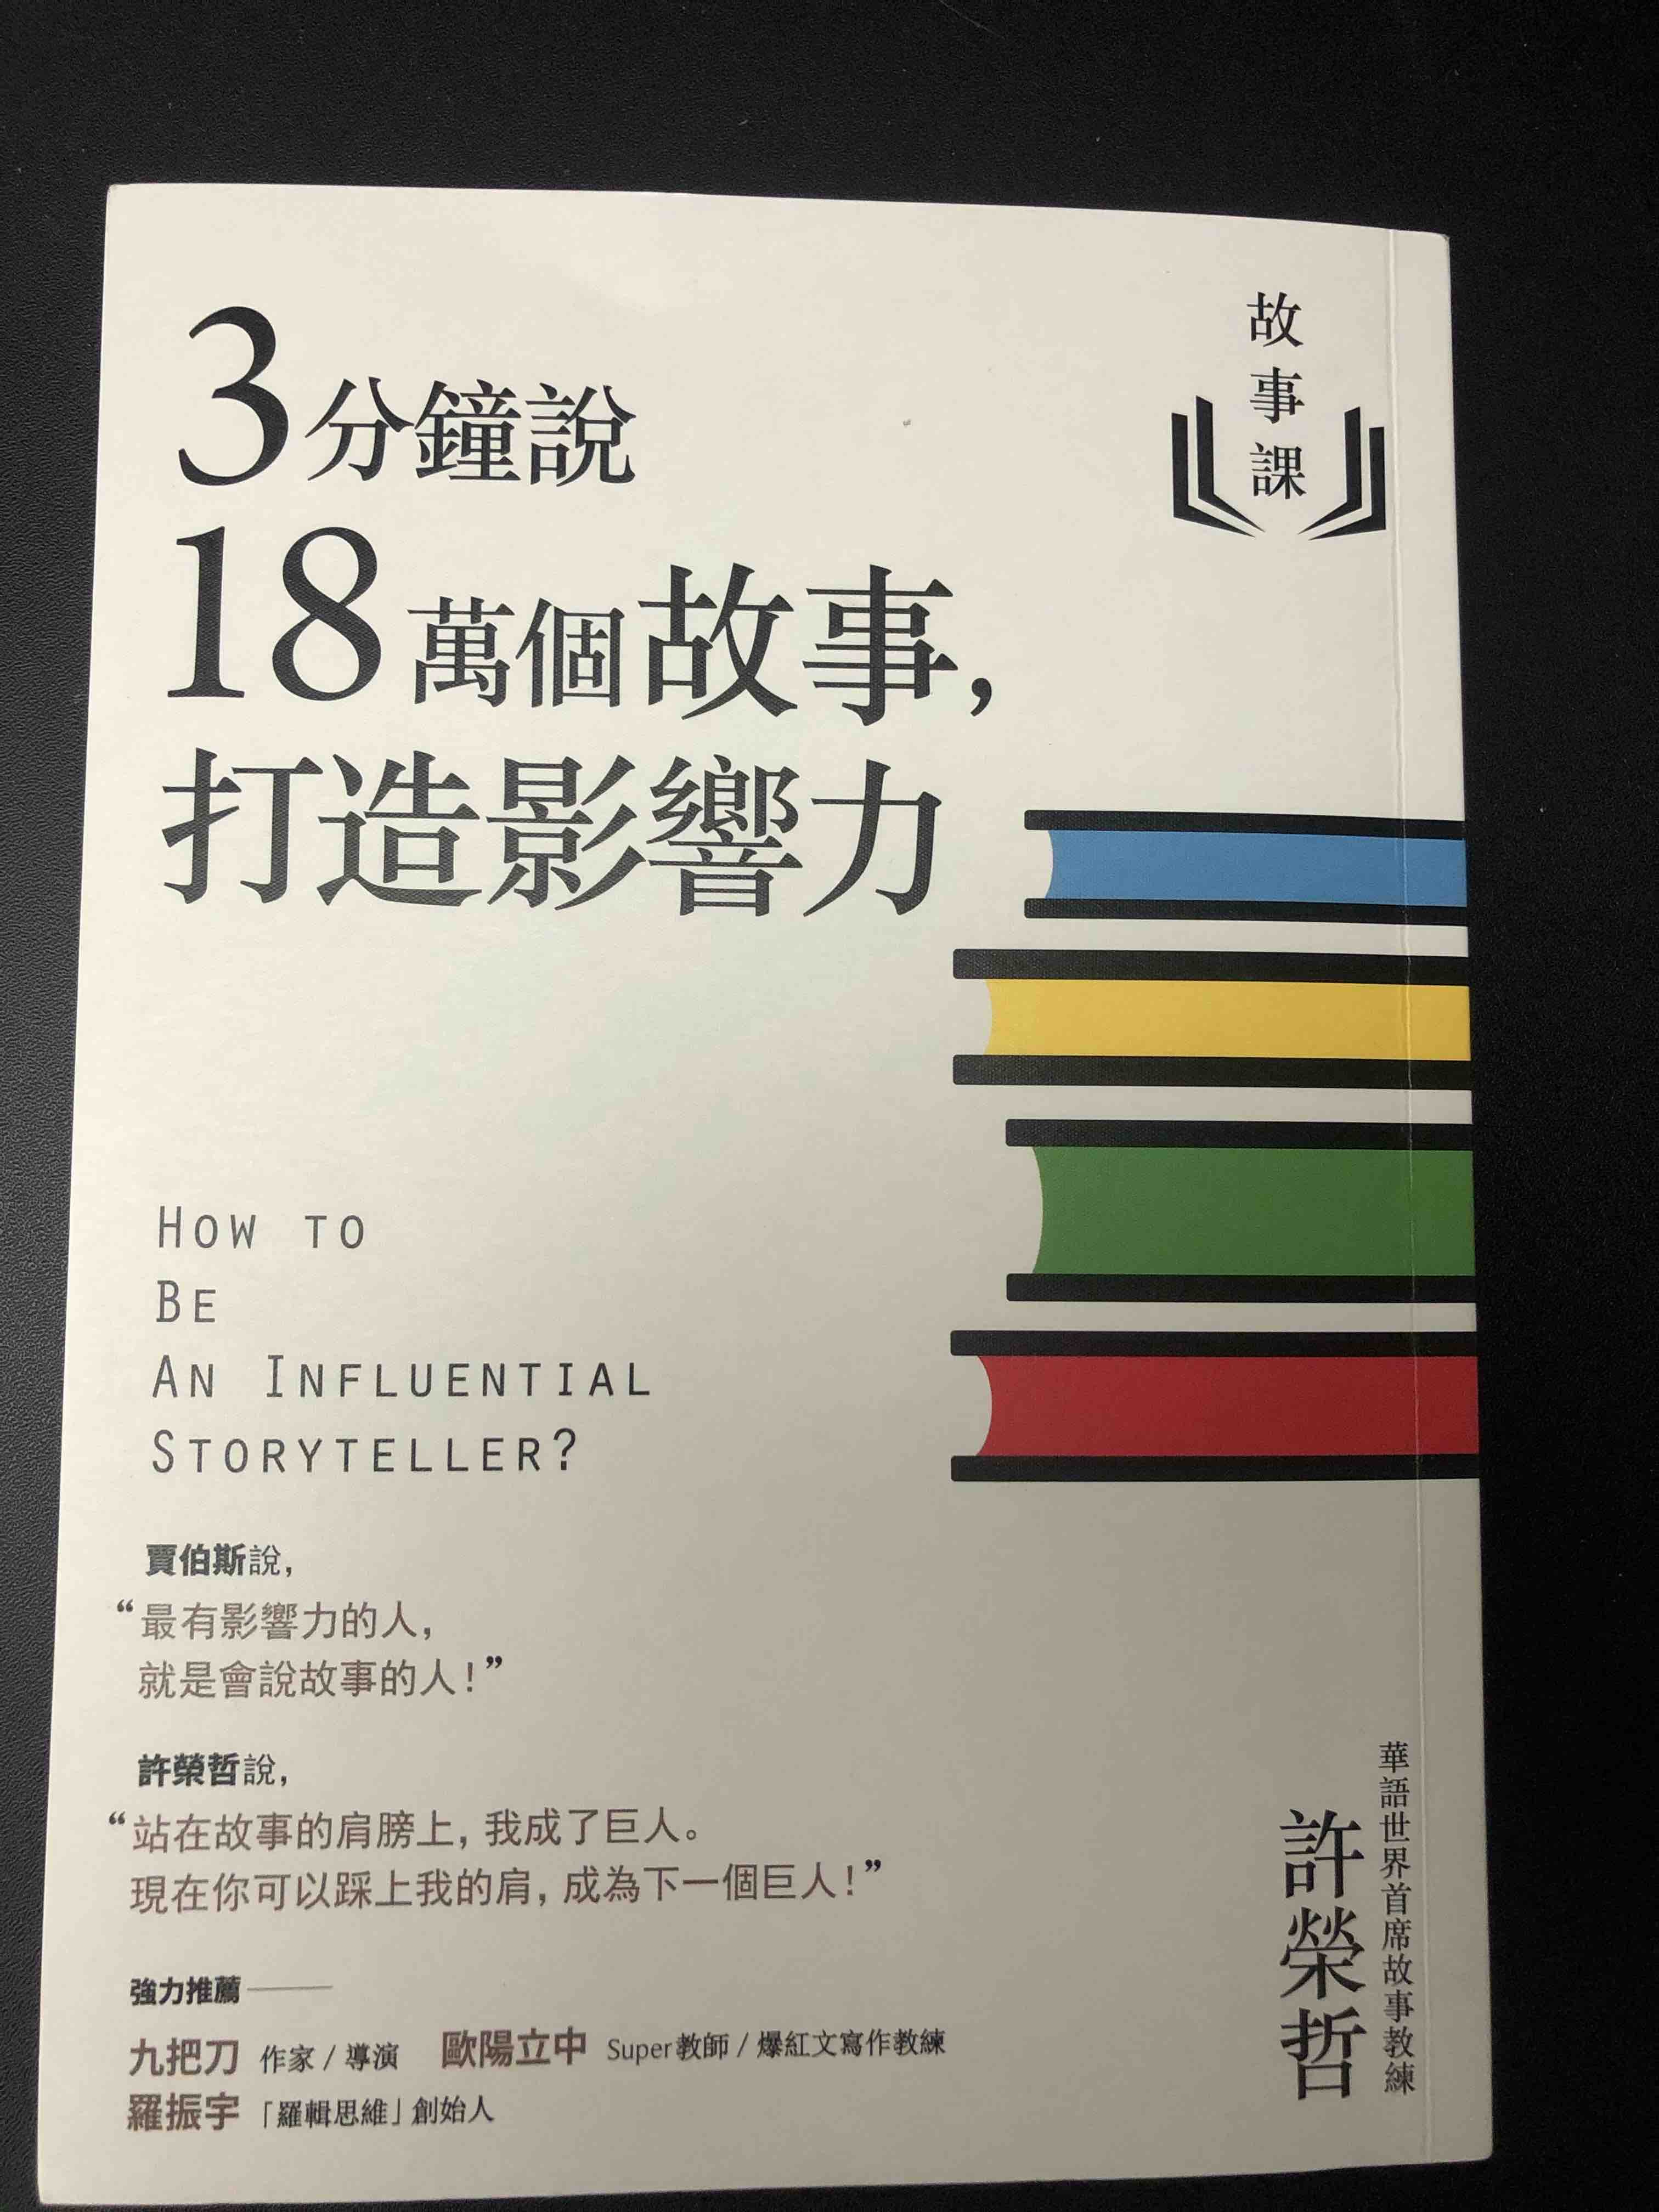 故事課
3分鐘說
18萬個故事,
打造影響力
HOW TO
BE
AN INFLUENTIAL
STORYTELLER?
賈伯斯說,
“最有影響力的人,
就是會說故事的人!”
許榮哲說,
“站在故事的肩膀上, 我成了巨人。
現在你可以踩上我的肩, 成為下一個巨人!”
強力推薦——
九把刀 作家/導演 歐陽立中 Super教師/爆紅文寫作教練
羅振宇 「羅輯思維」創始人
華語世界首席故事教練
許榮哲